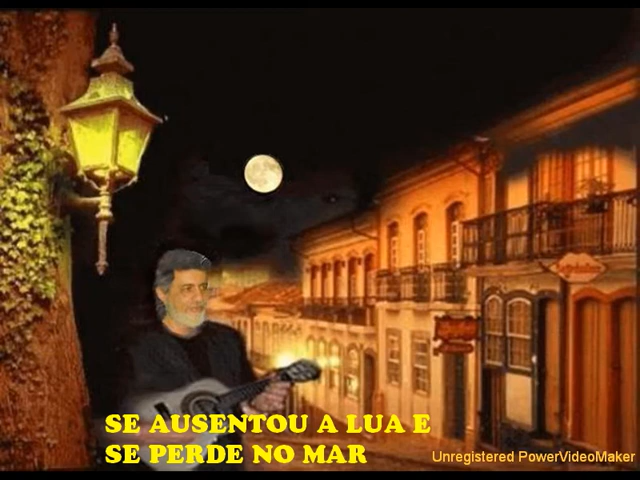 SE AUSENTOU A LUA E
SE PERDE NO MAR
Unregistered PowerVideoMaker